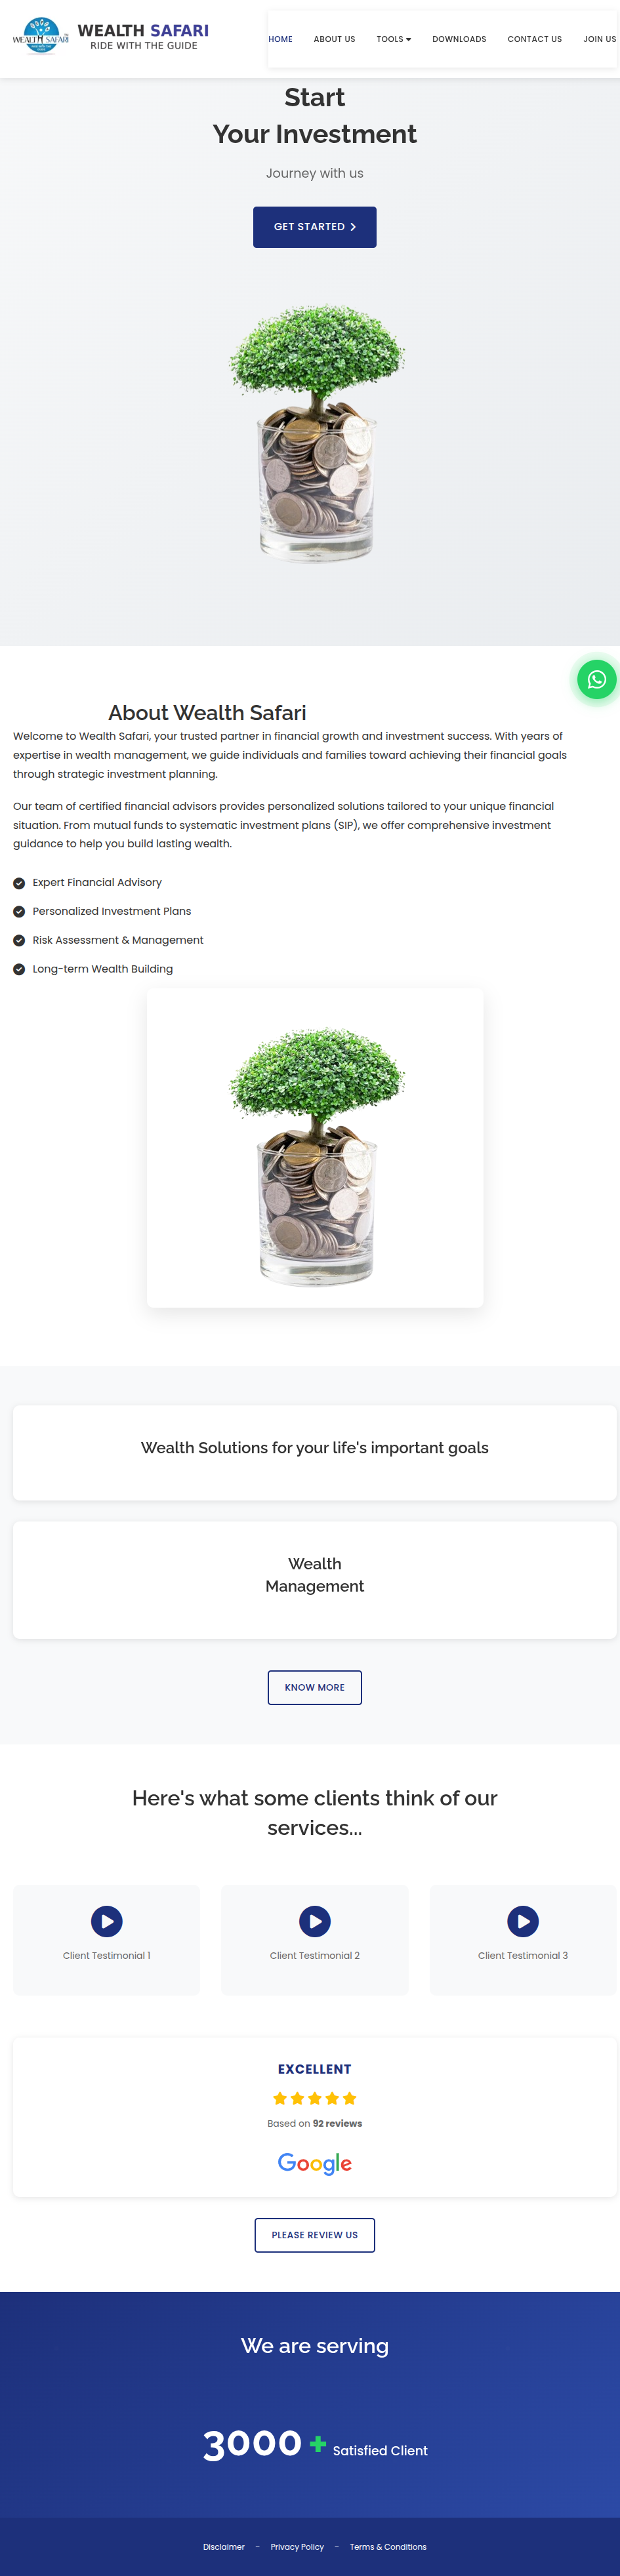 WEALTH SAFARI
WEALTH SAFARI
RIDE WITH THE GUIDE
HOME
ABOUT US
TOOLS
DOWNLOADS
CONTACT US
JOIN US
Start
Your Investment
Journey with us
GET STARTED
About Wealth Safari
Welcome to Wealth Safari, your trusted partner in financial growth and investment success. With years of
expertise in wealth management, we guide individuals and families toward achieving their financial goals
through strategic investment planning.
Our team of certified financial advisors provides personalized solutions tailored to your unique financial
situation. From mutual funds to systematic investment plans (SIP), we offer comprehensive investment
guidance to help you build lasting wealth.
Expert Financial Advisory
Personalized Investment Plans
Risk Assessment & Management
Long-term Wealth Building
Wealth Solutions for your life's important goals
Wealth
Management
KNOW MORE
Here's what some clients think of our
services...
Client Testimonial 1
Client Testimonial 2
Client Testimonial 3
EXCELLENT
Based on 92 reviews
Google
PLEASE REVIEW US
We are serving
3000 + Satisfied Client
Disclaimer – Privacy Policy – Terms & Conditions